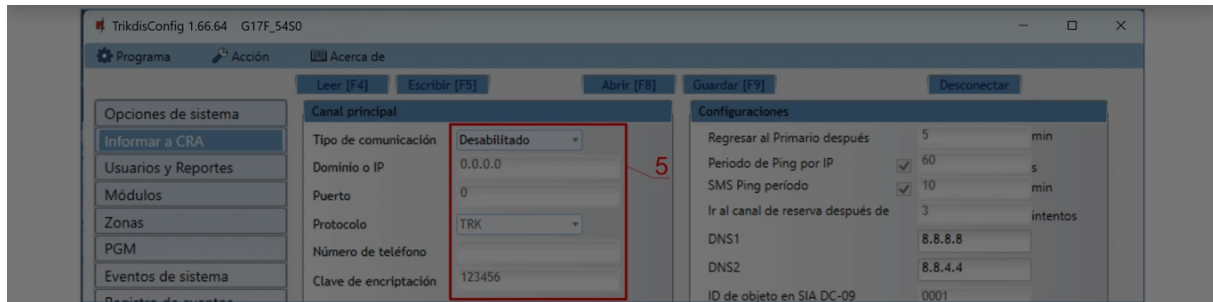 TrikdisConfig 1.66.64 G17F_54S0
Programa Acción Acerca de
Leer [F4] Escribir [F5] Abrir [F8] Guardar [F9] Desconectar
Opciones de sistema
Informar a CRA
Usuarios y Reportes
Módulos
Zonas
PGM
Eventos de sistema
Registro de eventos
Canal principal
Tipo de comunicación Desabilitado
Dominio o IP 0.0.0.0
Puerto 0
Protocolo TRK
Número de teléfono
Clave de encriptación 123456
5
Configuraciones
Regresar al Primario después 5 min
Periodo de Ping por IP 60 s
SMS Ping período 10 min
Ir al canal de reserva después de 3 intentos
DNS1 8.8.8.8
DNS2 8.8.4.4
ID de objeto en SIA DC-09 0001